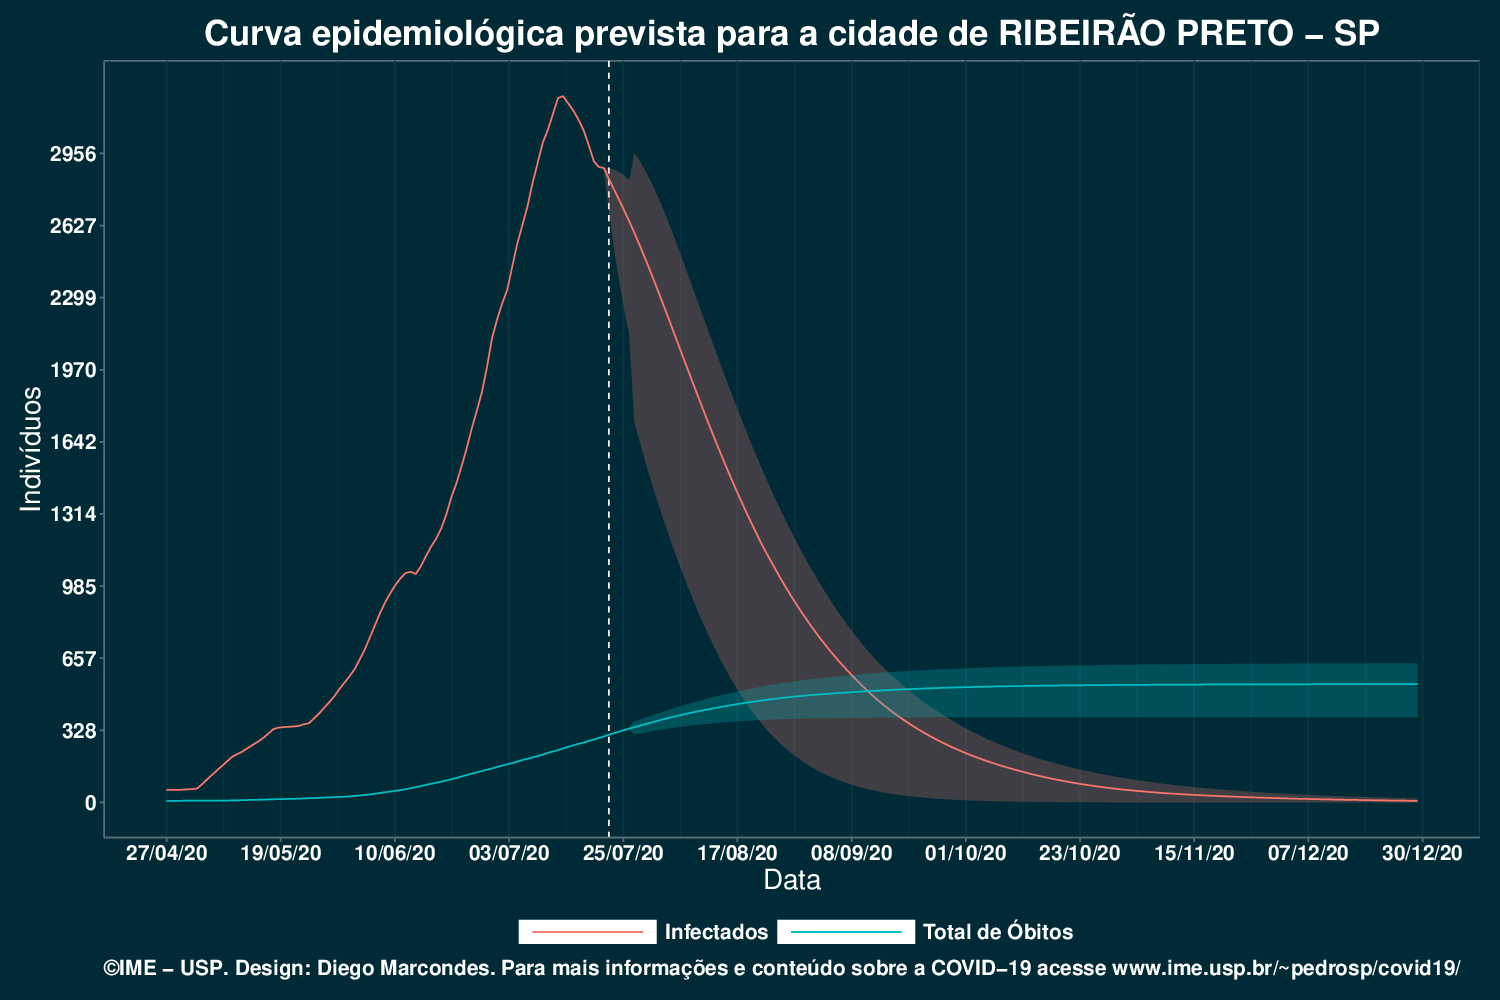 Curva epidemiológica prevista para a cidade de RIBEIRÃO PRETO – SP
Indivíduos
2956
2627
2299
1970
1642
1314
985
657
328
0
27/04/20 19/05/20 10/06/20 03/07/20 25/07/20 17/08/20 08/09/20 01/10/20 23/10/20 15/11/20 07/12/20 30/12/20
Data
Infectados Total de Óbitos
©IME – USP. Design: Diego Marcondes. Para mais informações e conteúdo sobre a COVID–19 acesse www.ime.usp.br/~pedrosp/covid19/